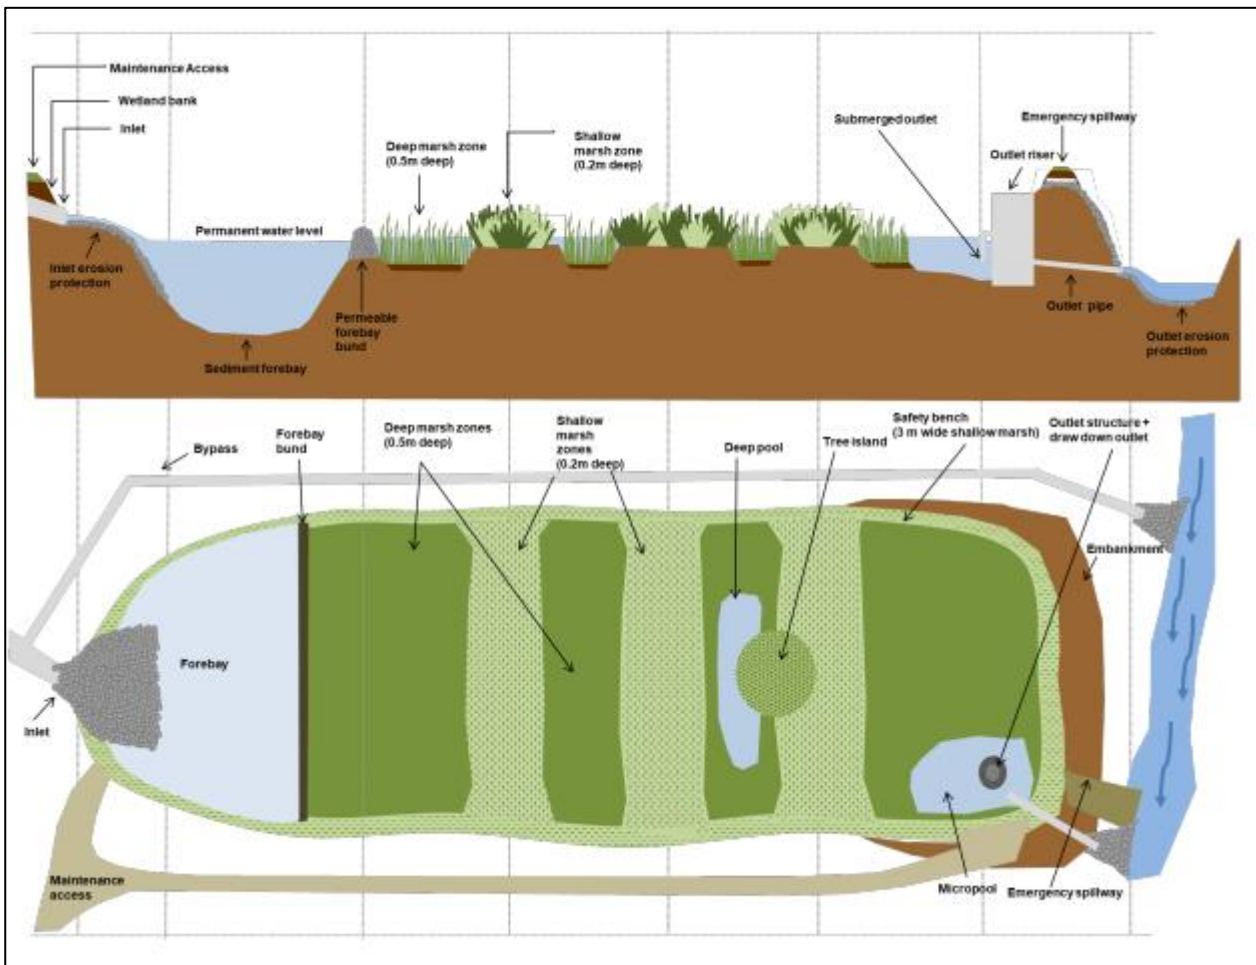 Maintenance Access
Wetland bank
Inlet
Deep marsh zone
(0.5m deep)
Shallow
marsh zone
(0.2m deep)
Submerged outlet
Emergency spillway
Outlet riser
Permanent water level
Inlet erosion
protection
Permeable
forebay
bund
Sediment forebay
Outlet pipe
Outlet erosion
protection
Bypass
Forebay
bund
Deep marsh zones
(0.5m deep)
Shallow
marsh
zones
(0.2m deep)
Deep pool
Tree island
Safety bench
(3 m wide shallow marsh)
Outlet structure +
draw down outlet
Embankment
Forebay
Inlet
Maintenance
access
Micropool
Emergency spillway